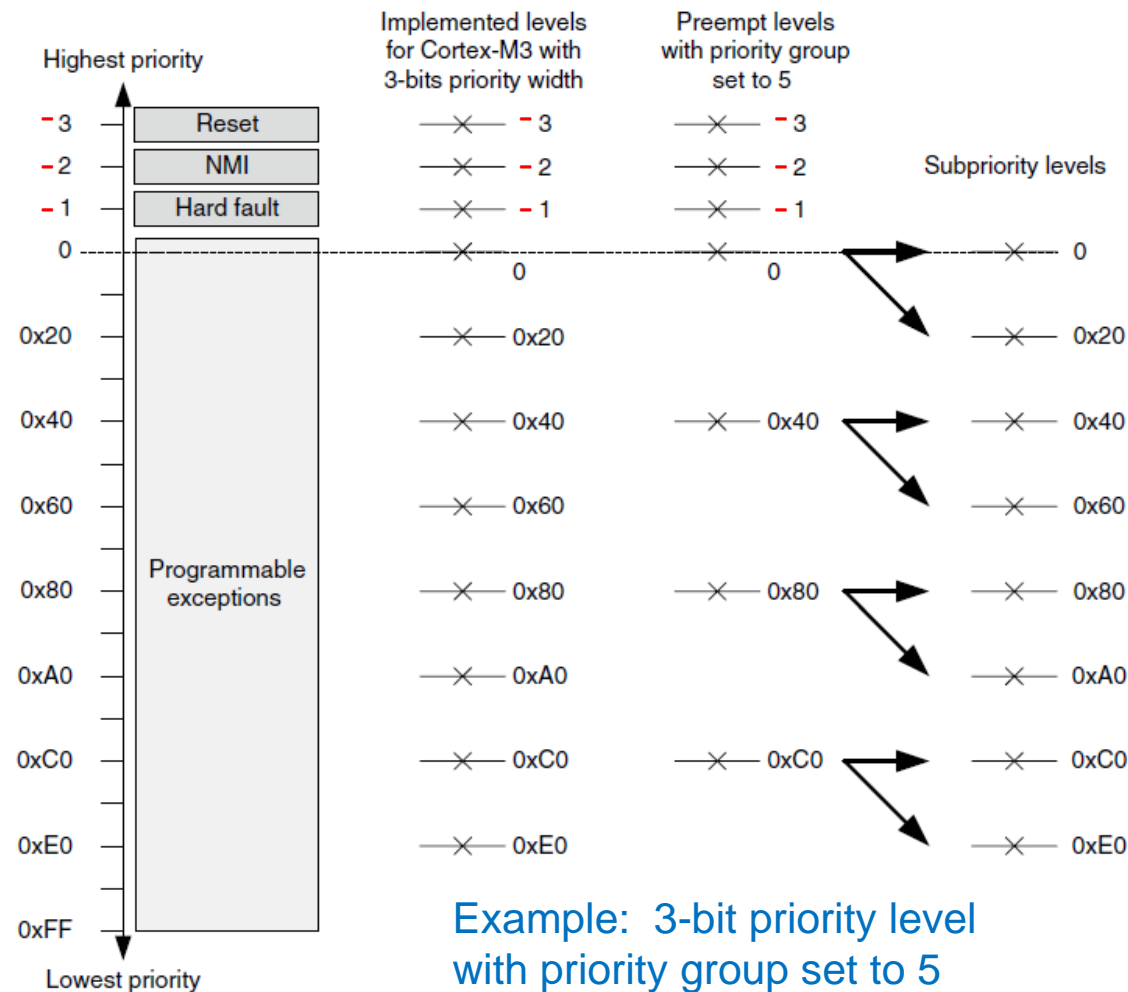 Implemented levels
for Cortex-M3 with
3-bits priority width
Preempt levels
with priority group
set to 5
Highest priority
-3 Reset -3 -3
-2 NMI -2 -2 Subpriority levels
-1 Hard fault -1 -1
0 0 0 0
0x20 0x20 0x20
0x40 0x40 0x40 0x40
0x60 0x60 0x60
Programmable
exceptions
0x80 0x80 0x80 0x80
0xA0 0xA0 0xA0
0xC0 0xC0 0xC0 0xC0
0xE0 0xE0 0xE0
0xFF
Lowest priority
Example: 3-bit priority level
with priority group set to 5